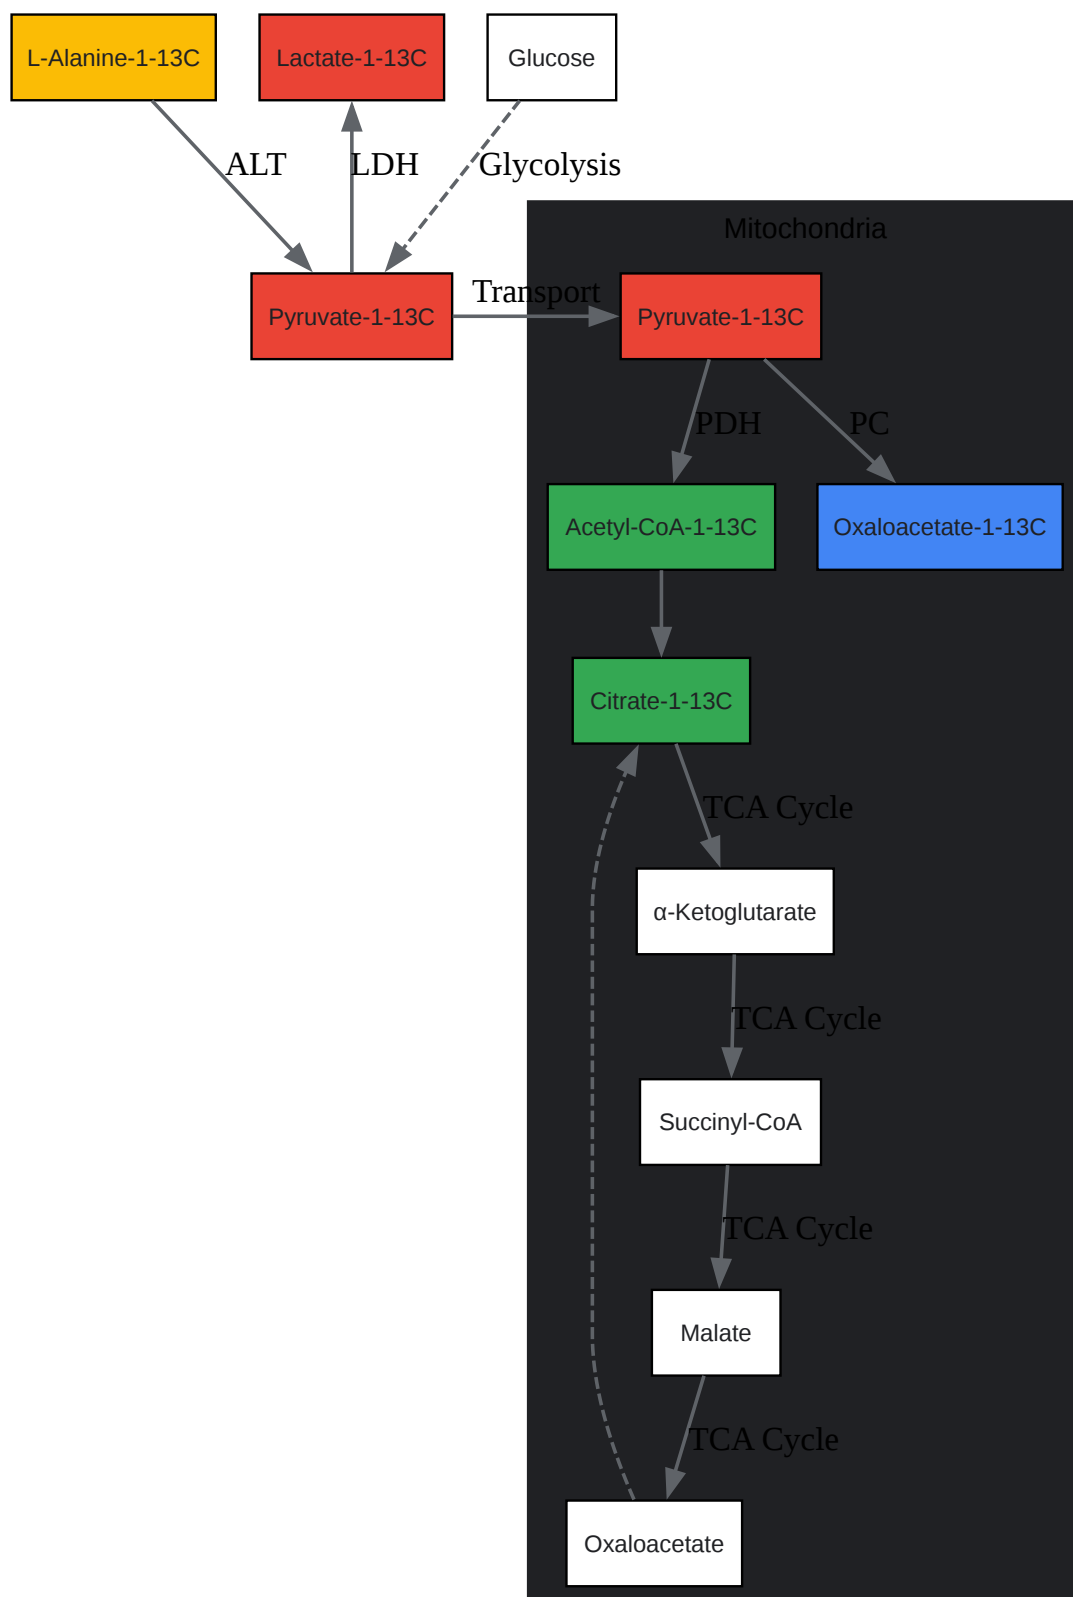 L-Alanine-1-13C
Lactate-1-13C
Glucose
ALT
LDH
Glycolysis
Mitochondria
Pyruvate-1-13C
Transport
Pyruvate-1-13C
PDH
PC
Acetyl-CoA-1-13C
Oxaloacetate-1-13C
Citrate-1-13C
TCA Cycle
α-Ketoglutarate
TCA Cycle
Succinyl-CoA
TCA Cycle
Malate
TCA Cycle
Oxaloacetate